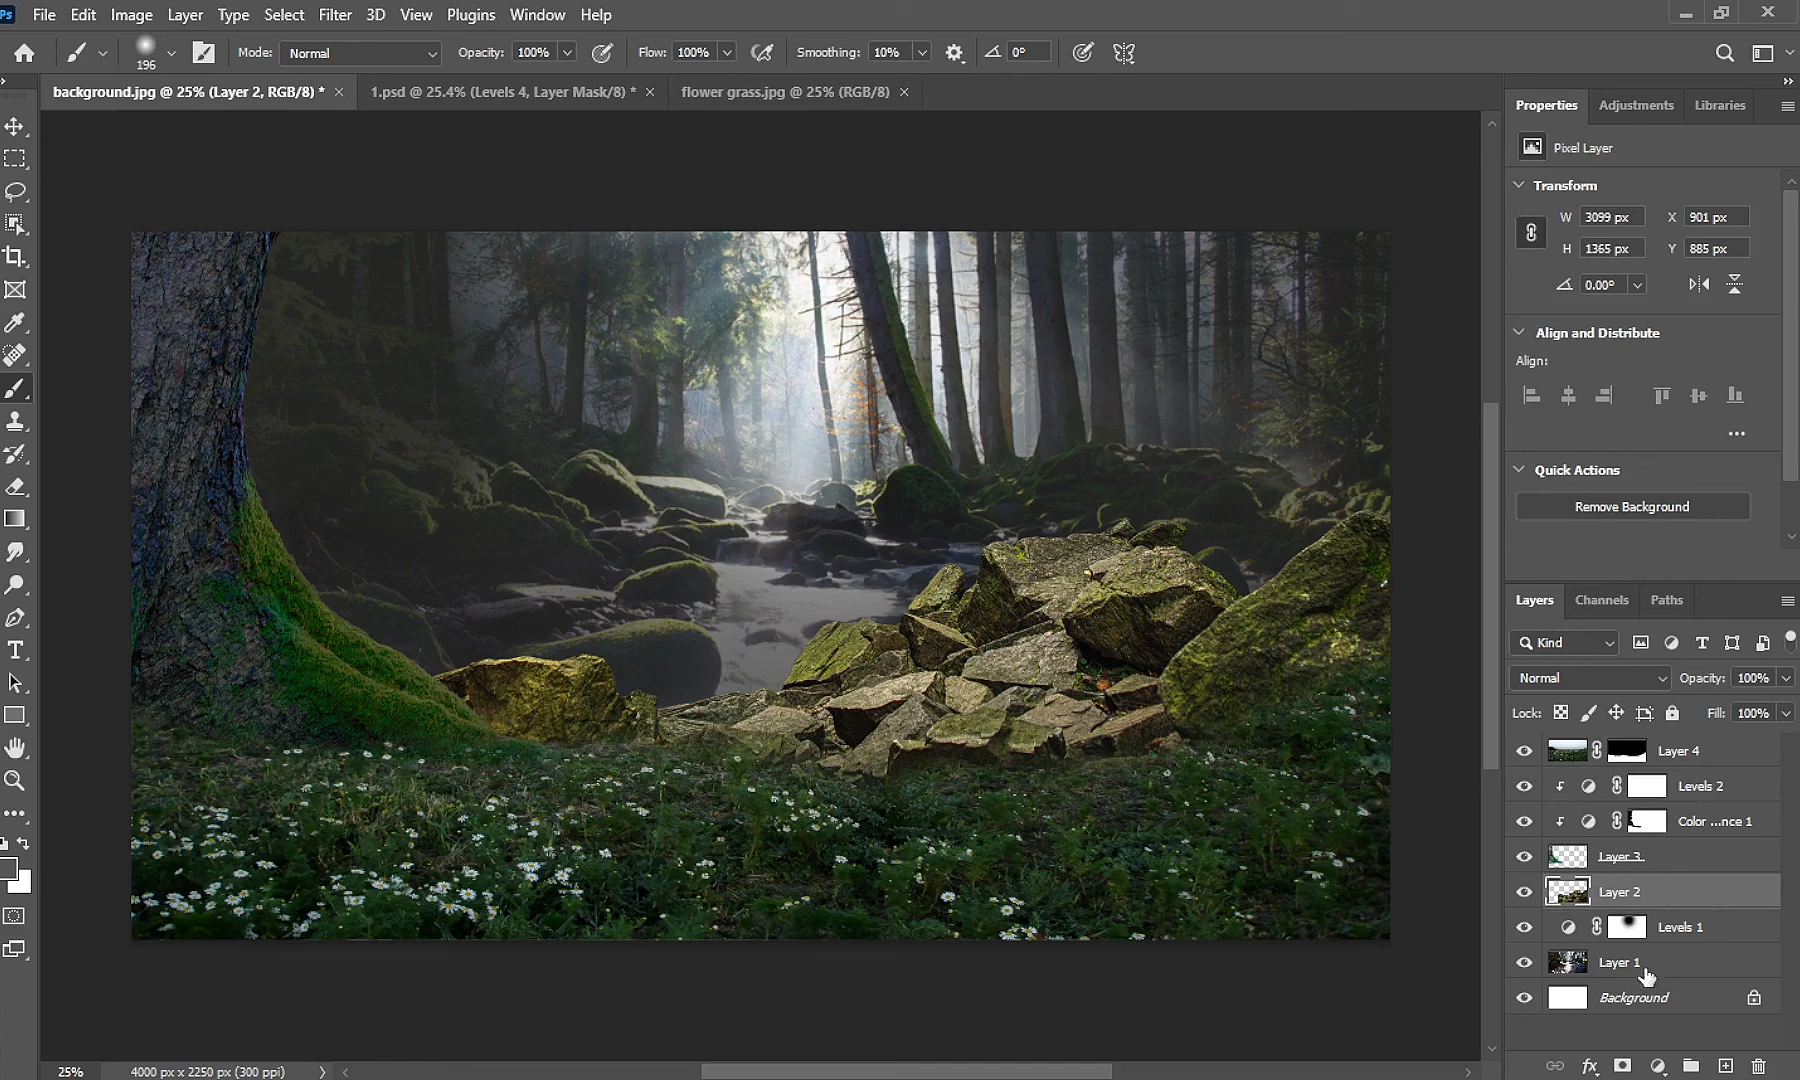 Ps File Edit Image Layer Type Select Filter 3D View Plugins Window Help
196 Mode: Normal Opacity: 100% Flow: 100% Smoothing: 10% 0°
background.jpg @ 25% (Layer 2, RGB/8) * 1.psd @ 25.4% (Levels 4, Layer Mask/8) * flower grass.jpg @ 25% (RGB/8)
Properties Adjustments Libraries
Pixel Layer
Transform
W 3099 px X 901 px
H 1365 px Y 885 px
0.00°
Align and Distribute
Align:
Quick Actions
Remove Background
Layers Channels Paths
Kind
Normal Opacity: 100%
Lock: Fill: 100%
Layer 4
Levels 2
Color ...nce 1
Layer 3
Layer 2
Levels 1
Layer 1
Background
25% 4000 px x 2250 px (300 ppi)
fx